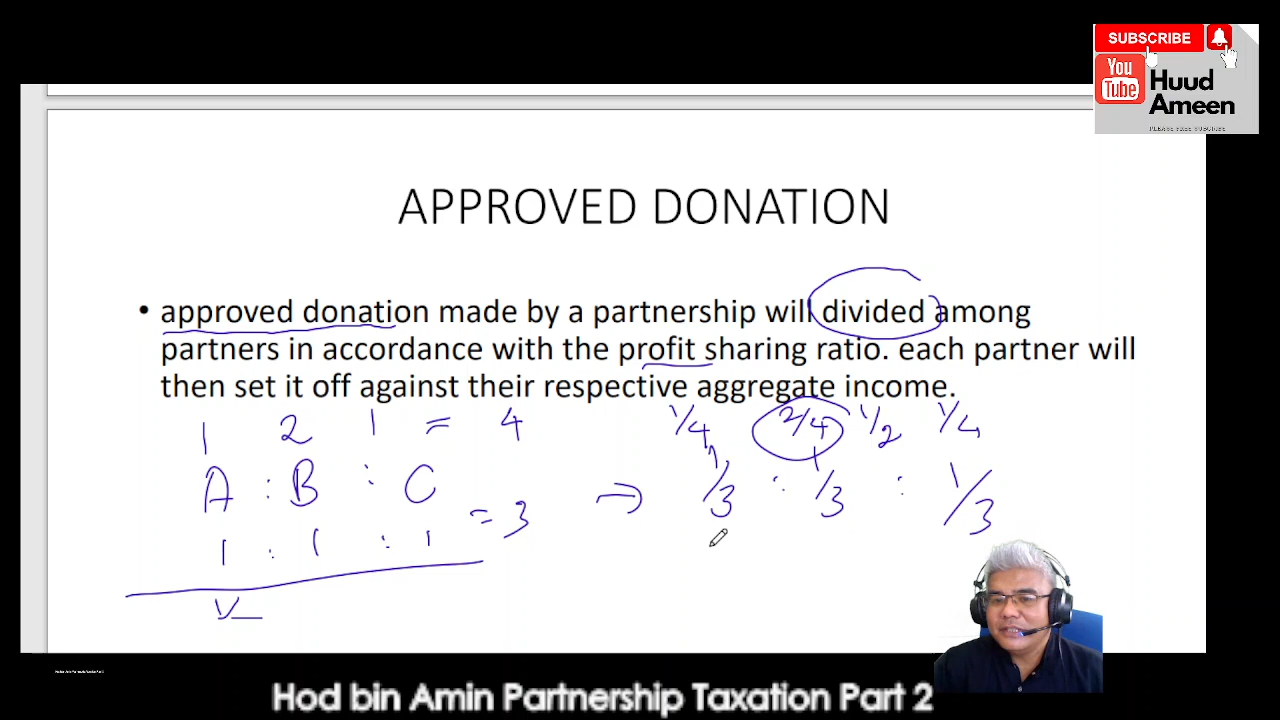 SUBSCRIBE
You
Tube
Huud
Ameen
PLEASE FREE SUBCRIBE
APPROVED DONATION
• approved donation made by a partnership will divided among
partners in accordance with the profit sharing ratio. each partner will
then set it off against their respective aggregate income.
1 2 1 = 4 1/4 2/4 1/2 1/4
A : B : C → 1/3 : 1/3 : 1/3
1 : 1 : 1 = 3
Hod bin Amin Partnership Taxation Part 2